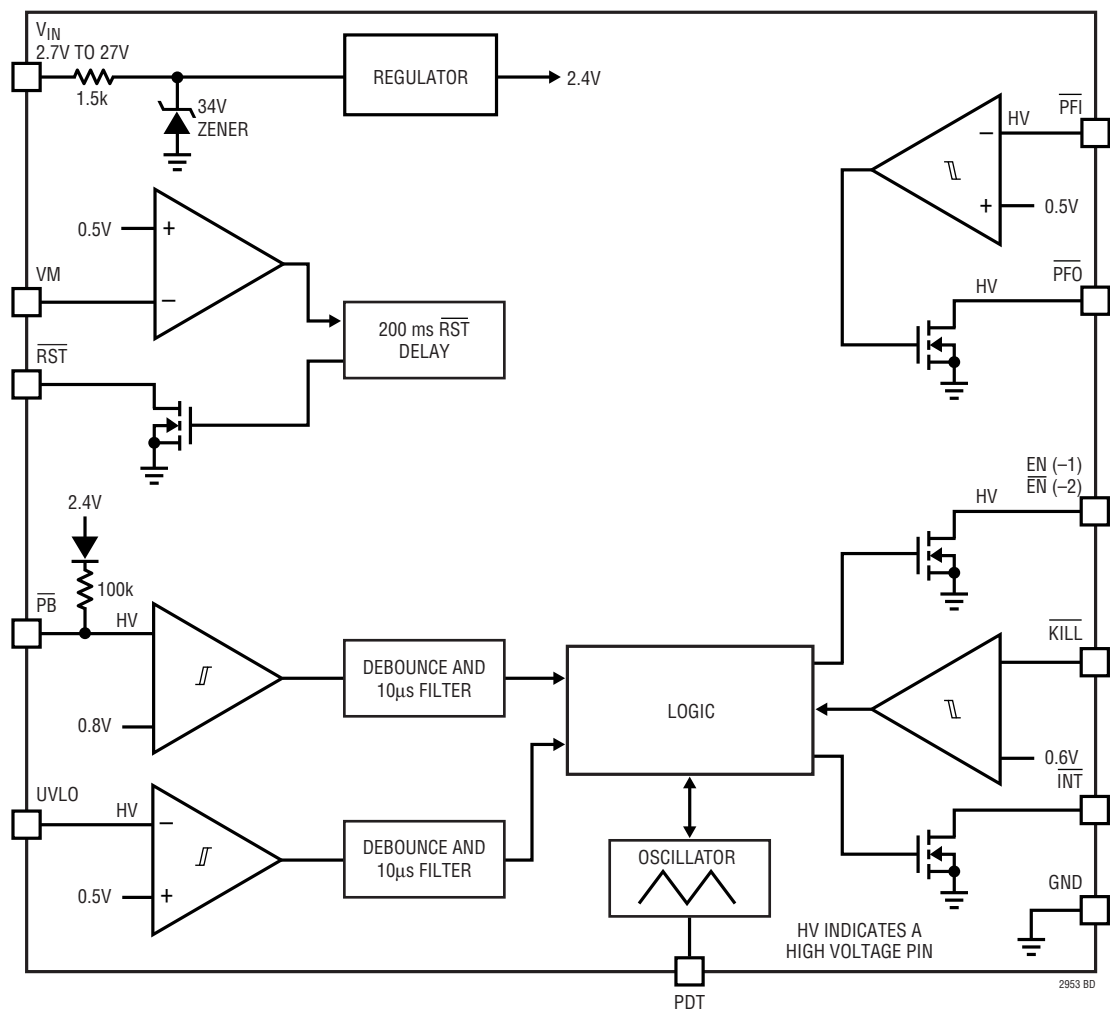 VIN
2.7V TO 27V
1.5k
34V
ZENER
REGULATOR
2.4V
HV
PFI
−
+
0.5V
0.5V
+
VM
−
200 ms RST
DELAY
RST
HV
PFO
EN (–1)
EN (–2)
HV
2.4V
100k
PB
HV
0.8V
DEBOUNCE AND
10µs FILTER
LOGIC
KILL
0.6V
INT
UVLO
HV
−
0.5V
+
DEBOUNCE AND
10µs FILTER
OSCILLATOR
GND
HV INDICATES A
HIGH VOLTAGE PIN
PDT
2953 BD